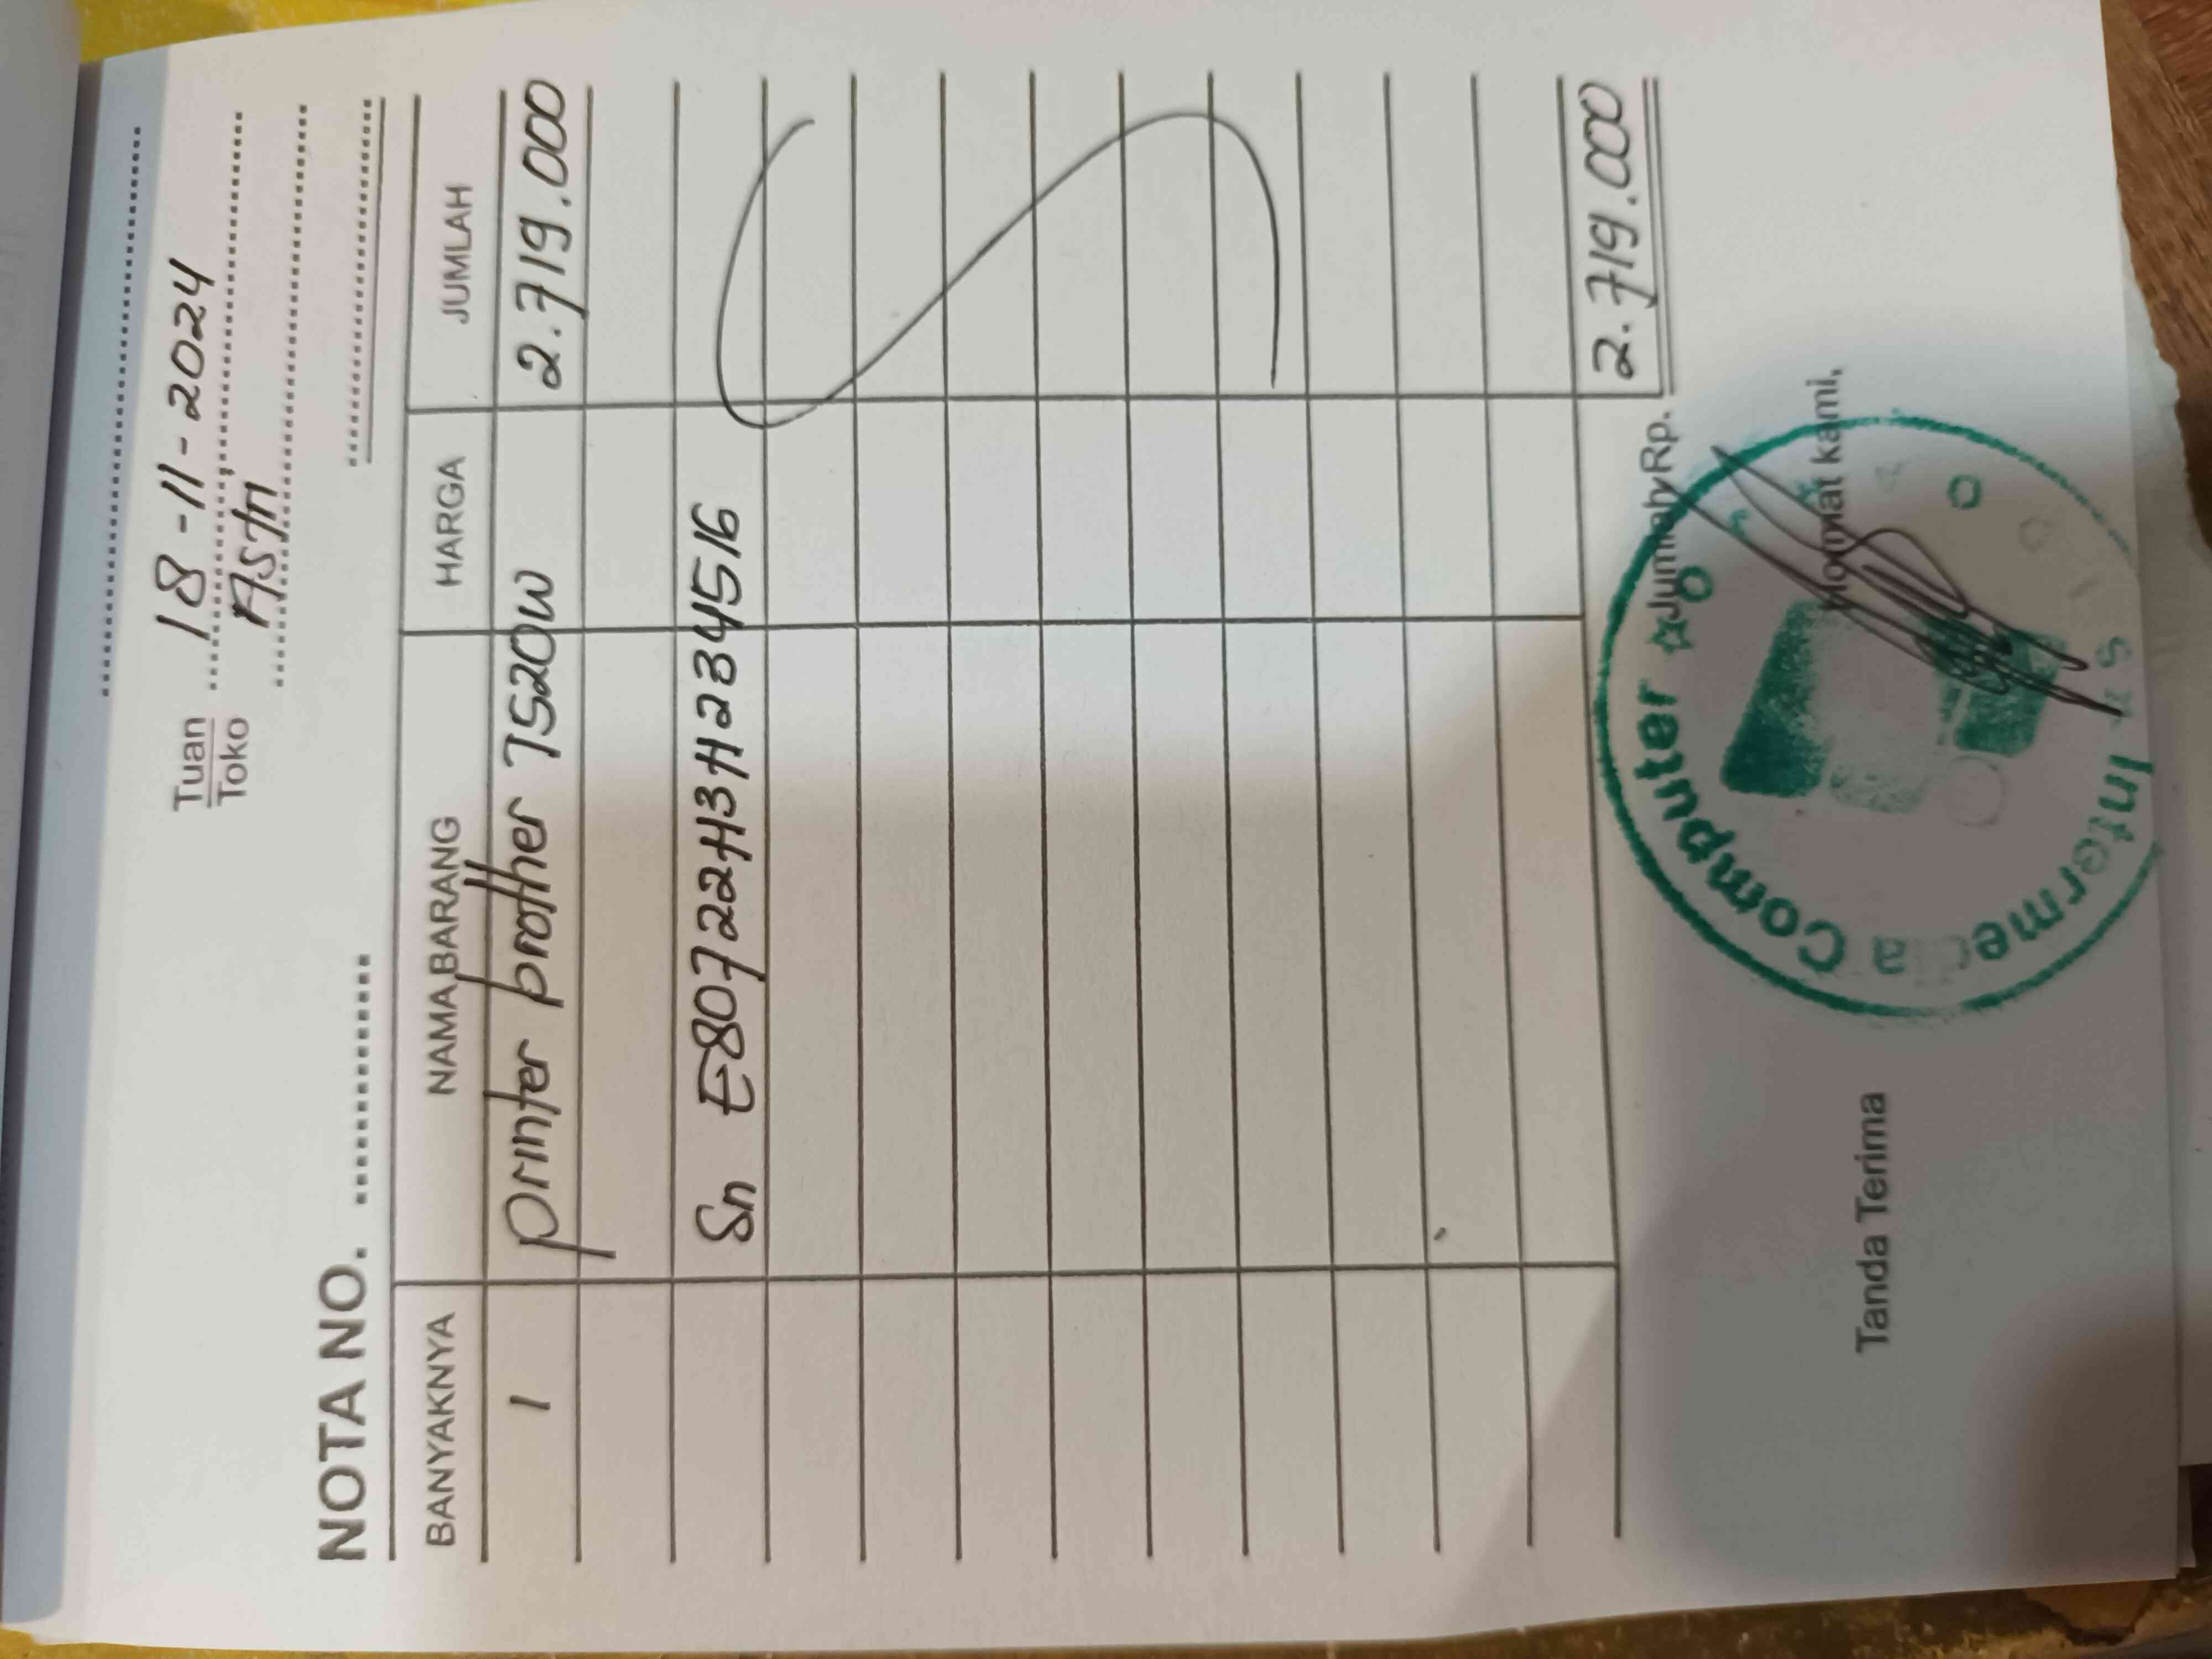 18-11-2024
Tuan
Toko
Astri
NOTA NO.
BANYAKNYA NAMA BARANG HARGA JUMLAH
1 printer brother T520W 2.719.000
Sn E80722H3H234516
Jumlah Rp. 2.719.000
Tanda Terima
Hormat kami,
Intermedia Computer